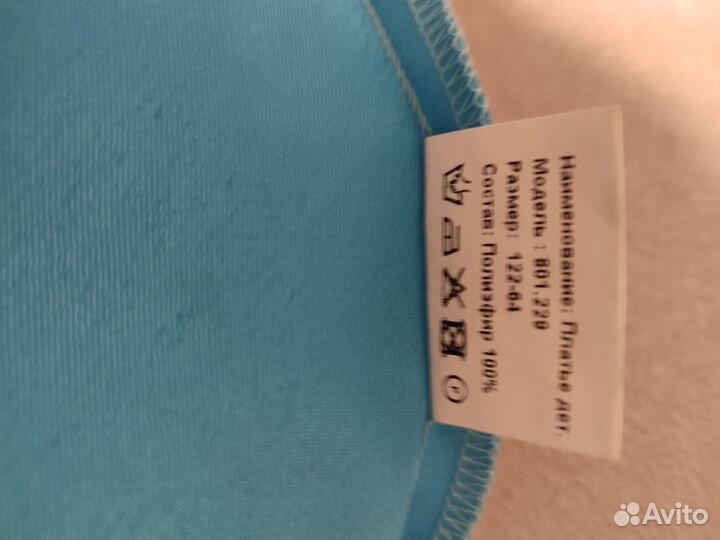 Наименование: Платье дет.
Модель : 801.229
Размер: 122-64
Состав: Полиэфир 100%
Avito